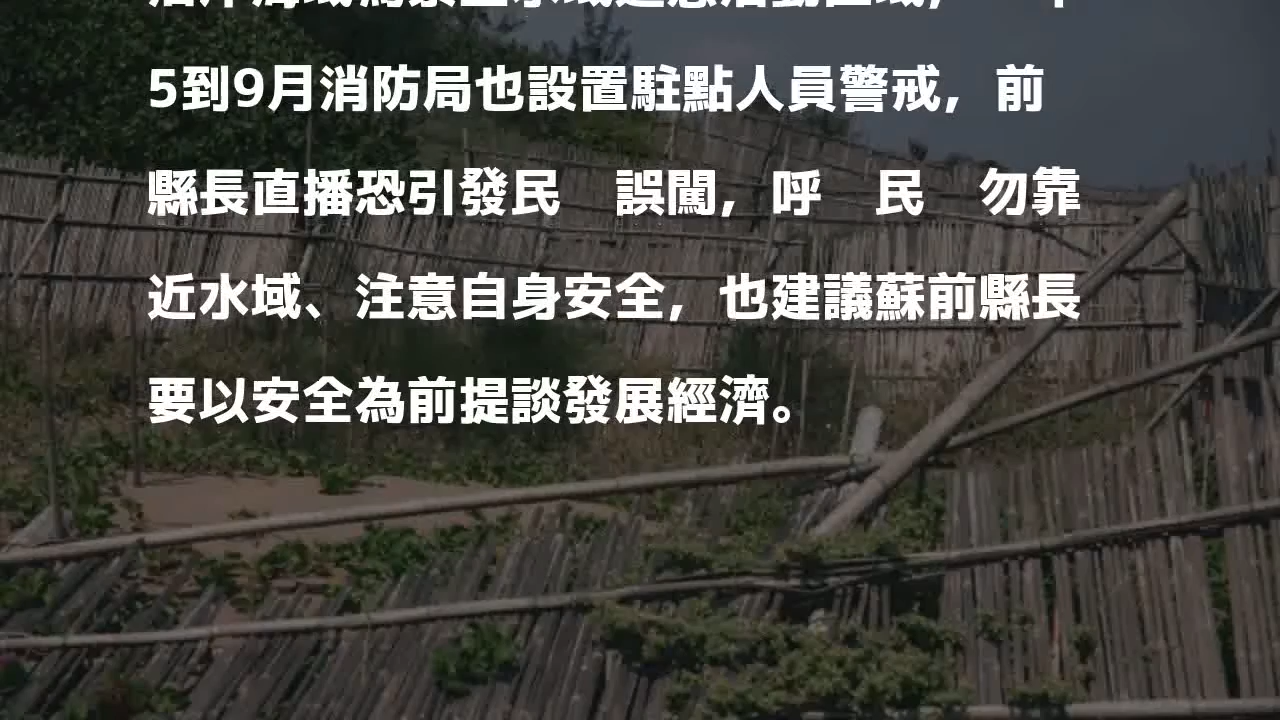 5到9月消防局也設置駐點人員警戒，前
縣長直播恐引發民　誤闖，呼　民　勿靠
近水域、注意自身安全，也建議蘇前縣長
要以安全為前提談發展經濟。